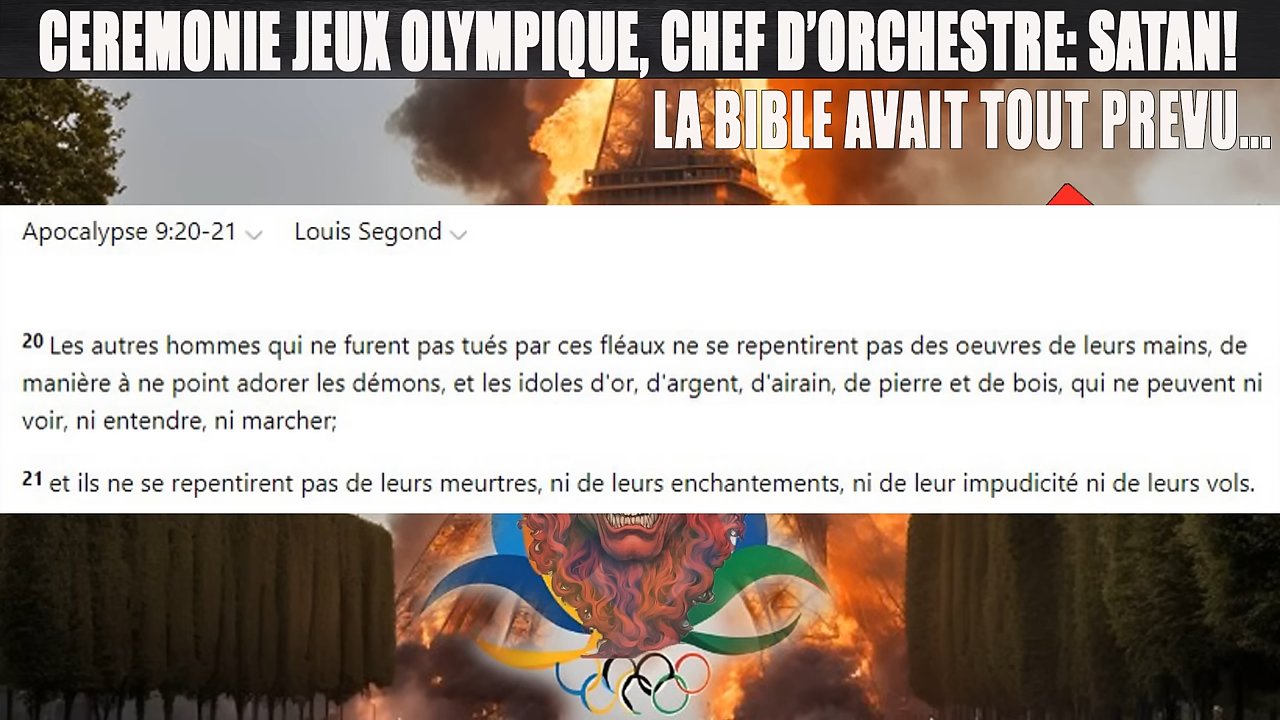 CEREMONIE JEUX OLYMPIQUE, CHEF D'ORCHESTRE: SATAN!
LA BIBLE AVAIT TOUT PREVU...
Apocalypse 9:20-21 Louis Segond
20 Les autres hommes qui ne furent pas tués par ces fléaux ne se repentirent pas des oeuvres de leurs mains, de
manière à ne point adorer les démons, et les idoles d'or, d'argent, d'airain, de pierre et de bois, qui ne peuvent ni
voir, ni entendre, ni marcher;
21 et ils ne se repentirent pas de leurs meurtres, ni de leurs enchantements, ni de leur impudicité ni de leurs vols.